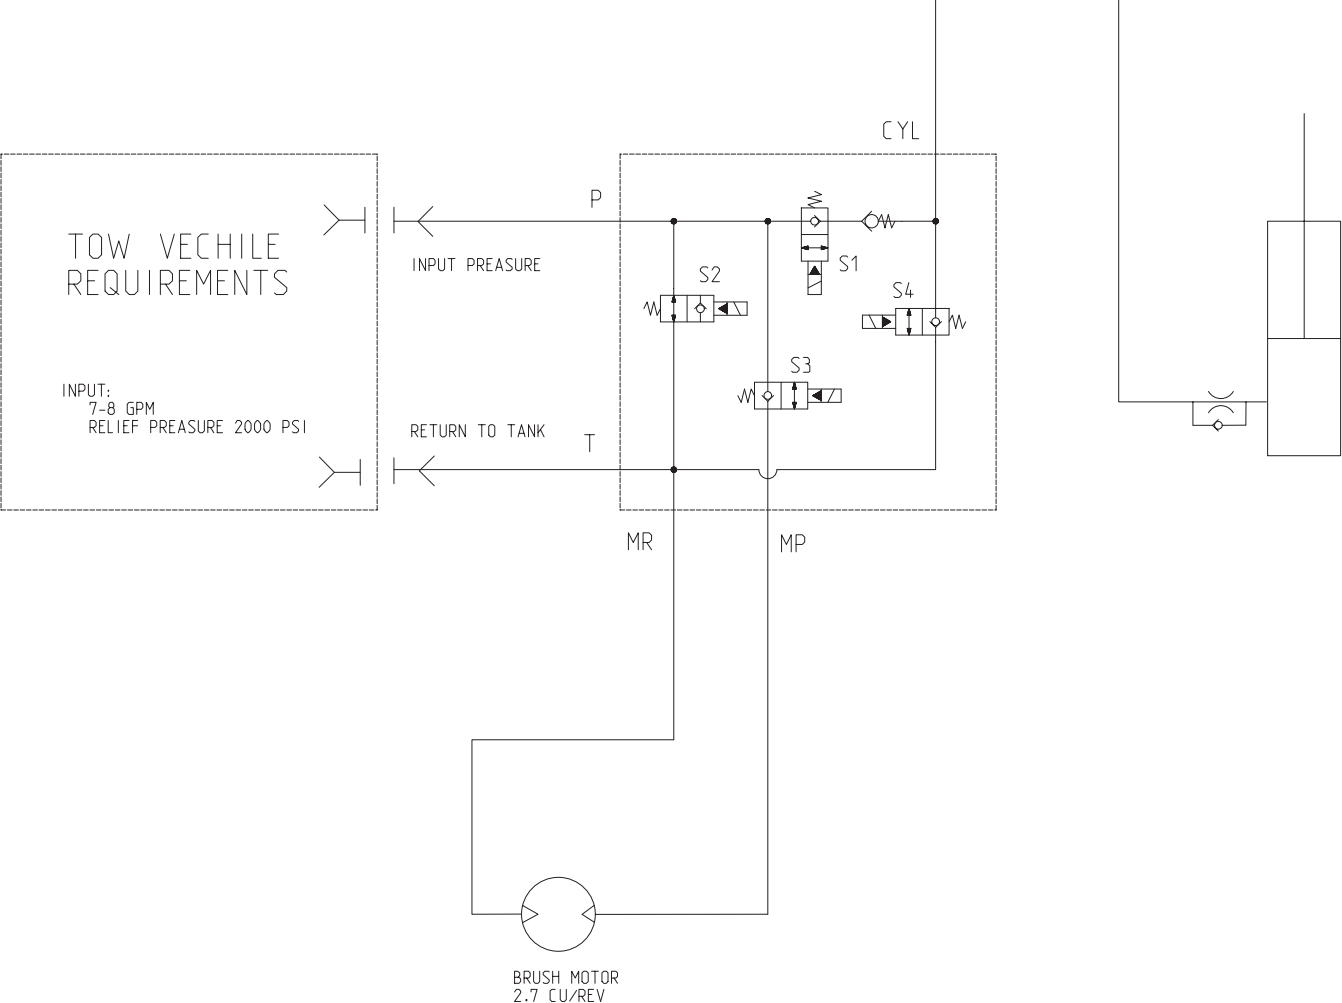 CYL
P
TOW VECHILE
REQUIREMENTS
INPUT PREASURE
S1
S2
S4
S3
INPUT:
7-8 GPM
RELIEF PREASURE 2000 PSI
RETURN TO TANK
T
MR
MP
BRUSH MOTOR
2.7 CU/REV